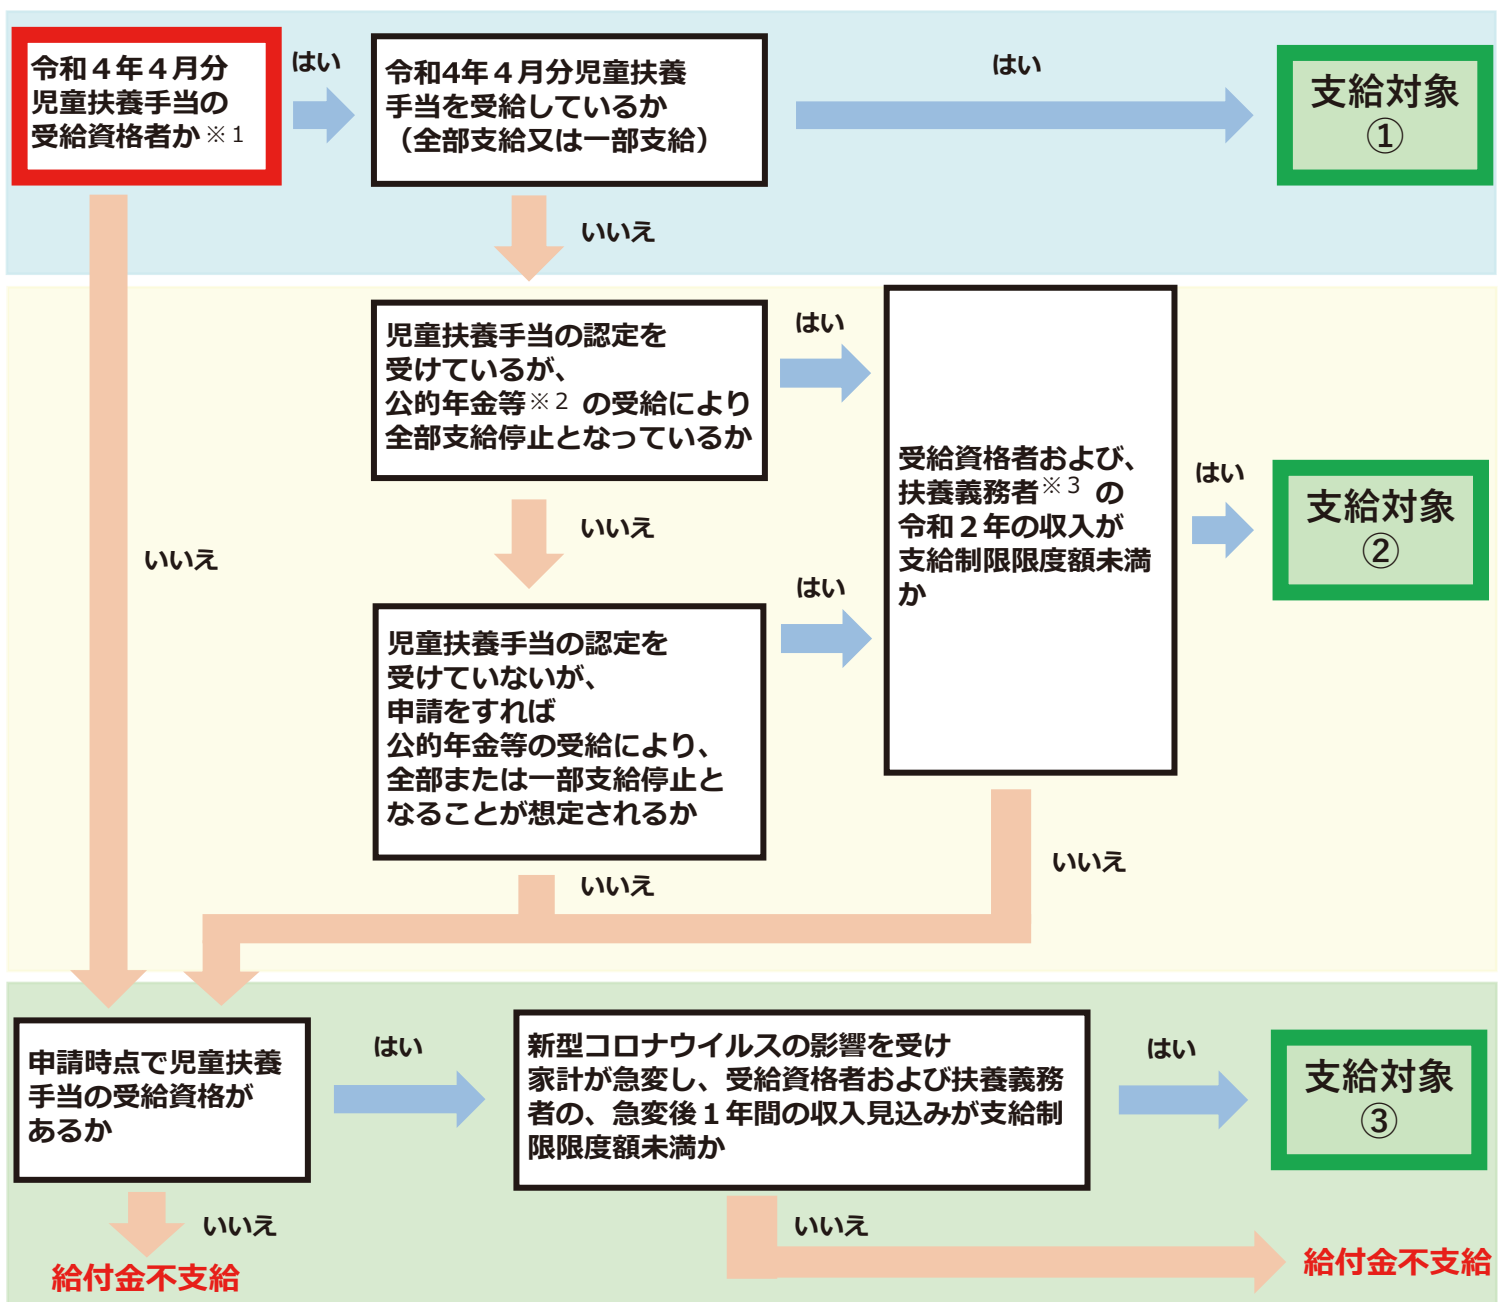 令和４年４月分
児童扶養手当の
受給資格者か※１
はい
令和4年４月分児童扶養
手当を受給しているか
（全部支給又は一部支給）
はい
支給対象
①
いいえ
いいえ
児童扶養手当の認定を
受けているが、
公的年金等※２ の受給により
全部支給停止となっているか
はい
受給資格者および、
扶養義務者※３ の
令和２年の収入が
支給制限限度額未満
か
はい
支給対象
②
いいえ
児童扶養手当の認定を
受けていないが、
申請をすれば
公的年金等の受給により、
全部または一部支給停止と
なることが想定されるか
はい
いいえ
いいえ
申請時点で児童扶養
手当の受給資格が
あるか
はい
新型コロナウイルスの影響を受け
家計が急変し、受給資格者および扶養義務
者の、急変後１年間の収入見込みが支給制
限限度額未満か
はい
支給対象
③
いいえ
給付金不支給
いいえ
給付金不支給